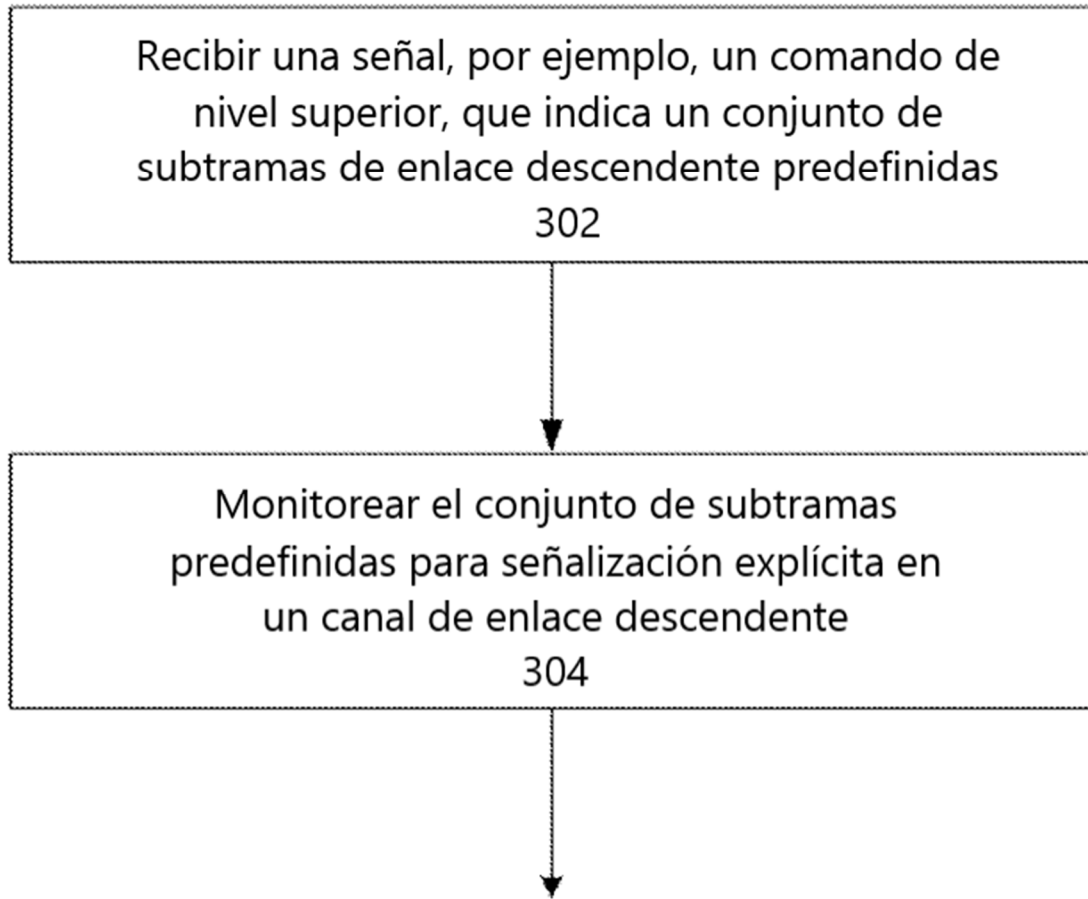 Recibir una señal, por ejemplo, un comando de
nivel superior, que indica un conjunto de
subtramas de enlace descendente predefinidas
302
Monitorear el conjunto de subtramas
predefinidas para señalización explícita en
un canal de enlace descendente
304